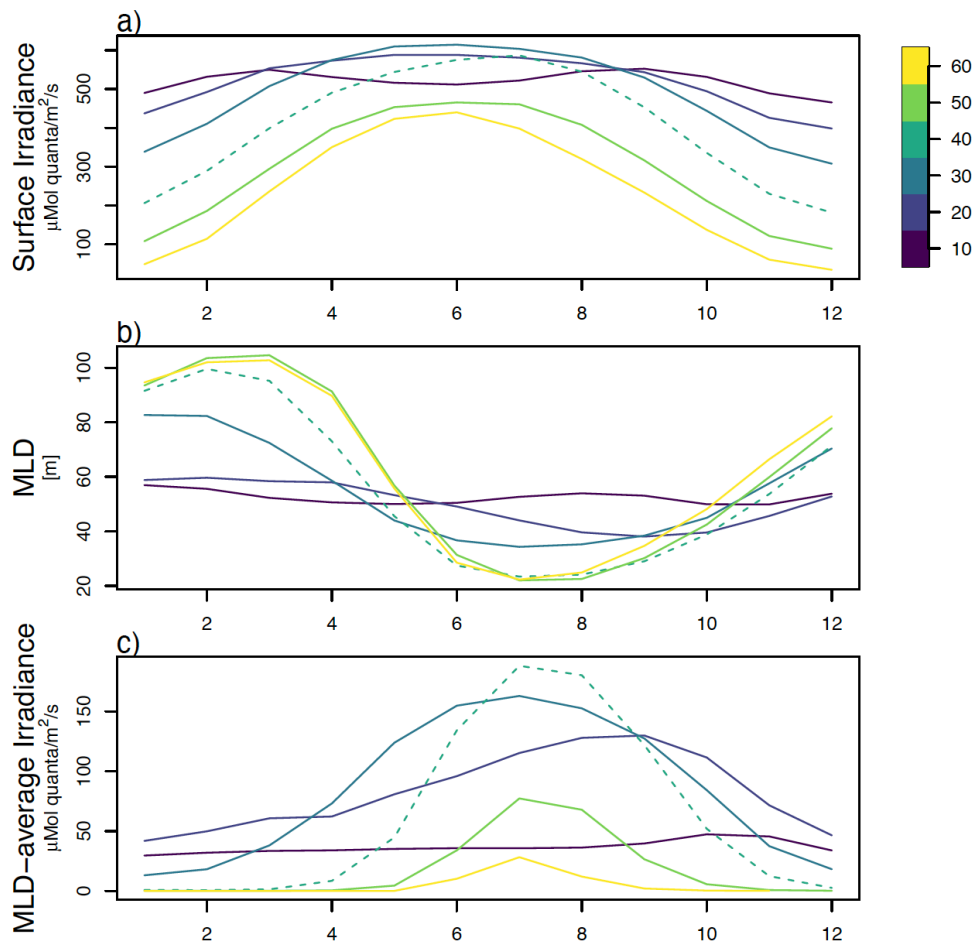 a)
Surface Irradiance
µMol quanta/m²/s
100
300
500
2 4 6 8 10 12
60
50
40
30
20
10
b)
MLD
[m]
20 40 60 80 100
2 4 6 8 10 12
c)
MLD−average Irradiance
µMol quanta/m²/s
0 50 100 150
2 4 6 8 10 12